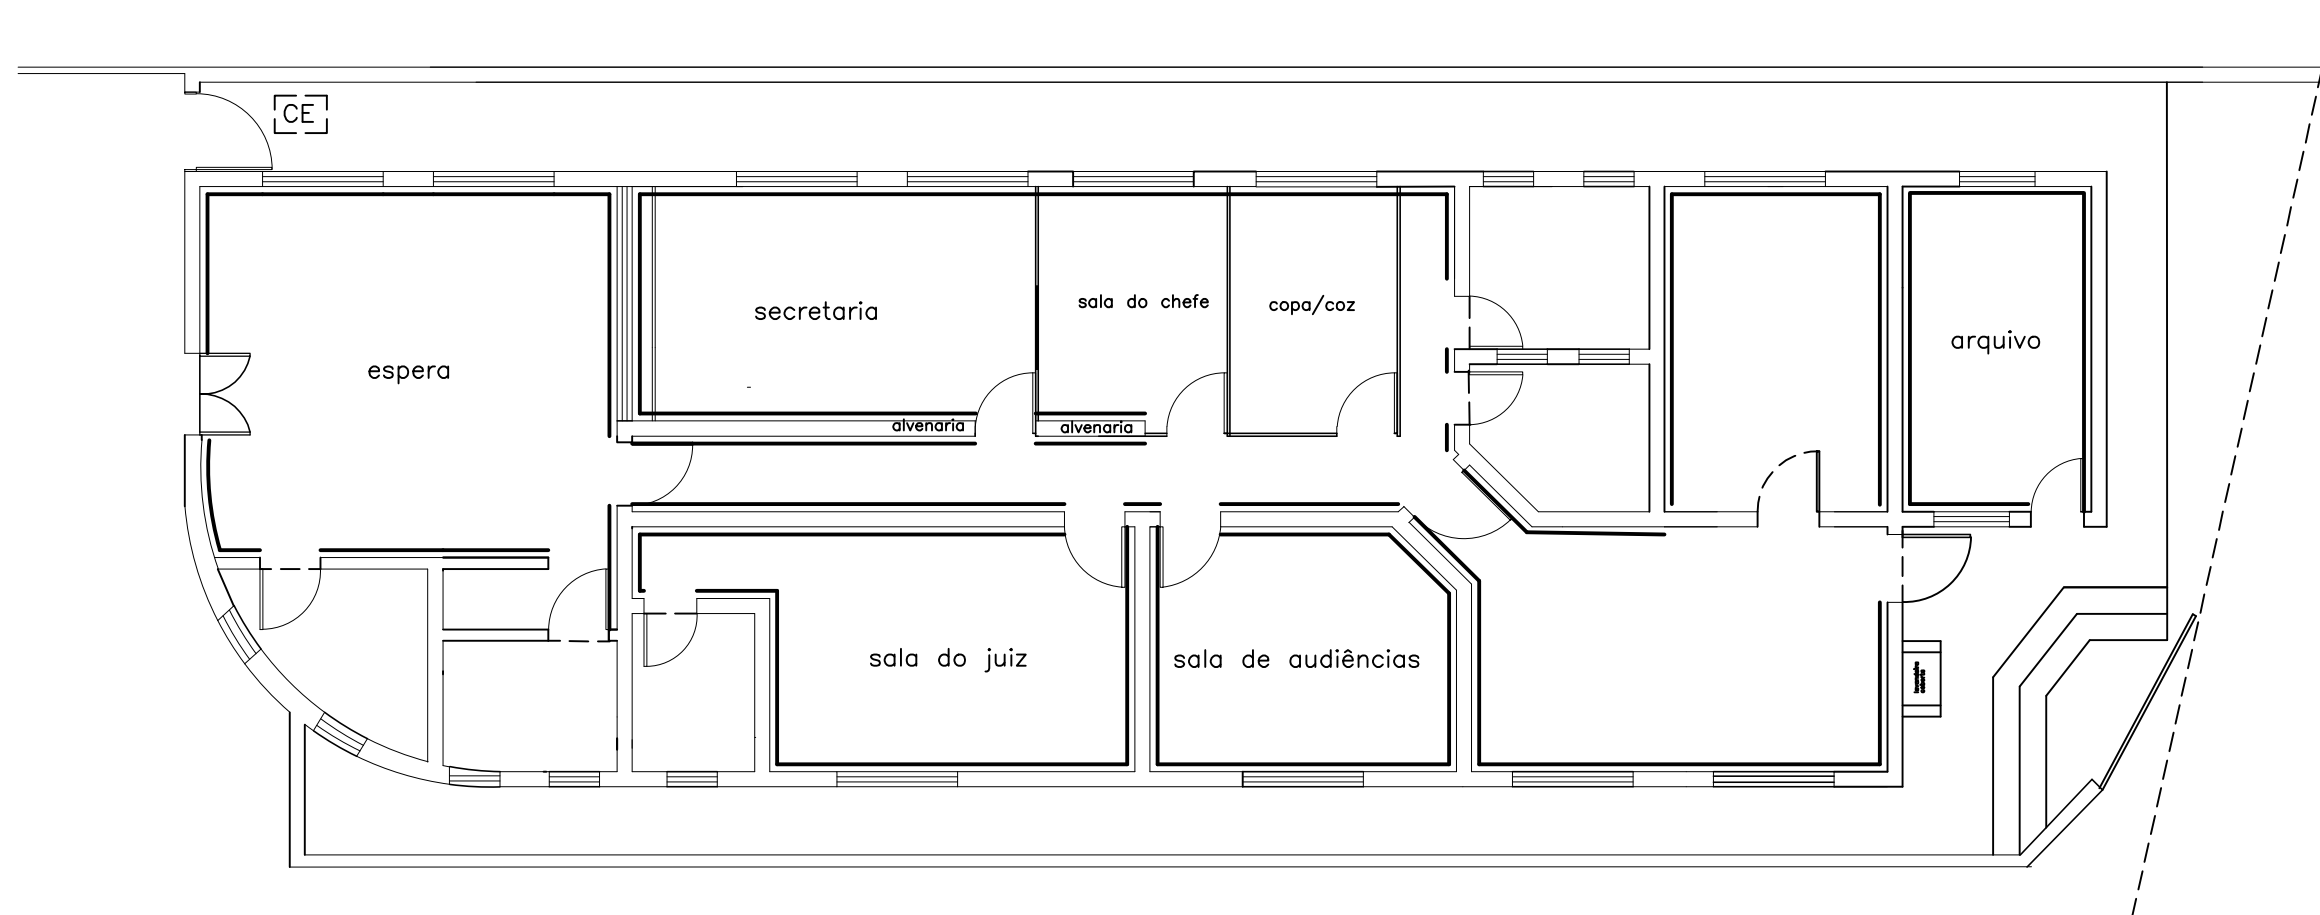 CE
secretaria
sala do chefe
copa/coz
espera
arquivo
alvenaria
alvenaria
sala do juiz
sala de audiências